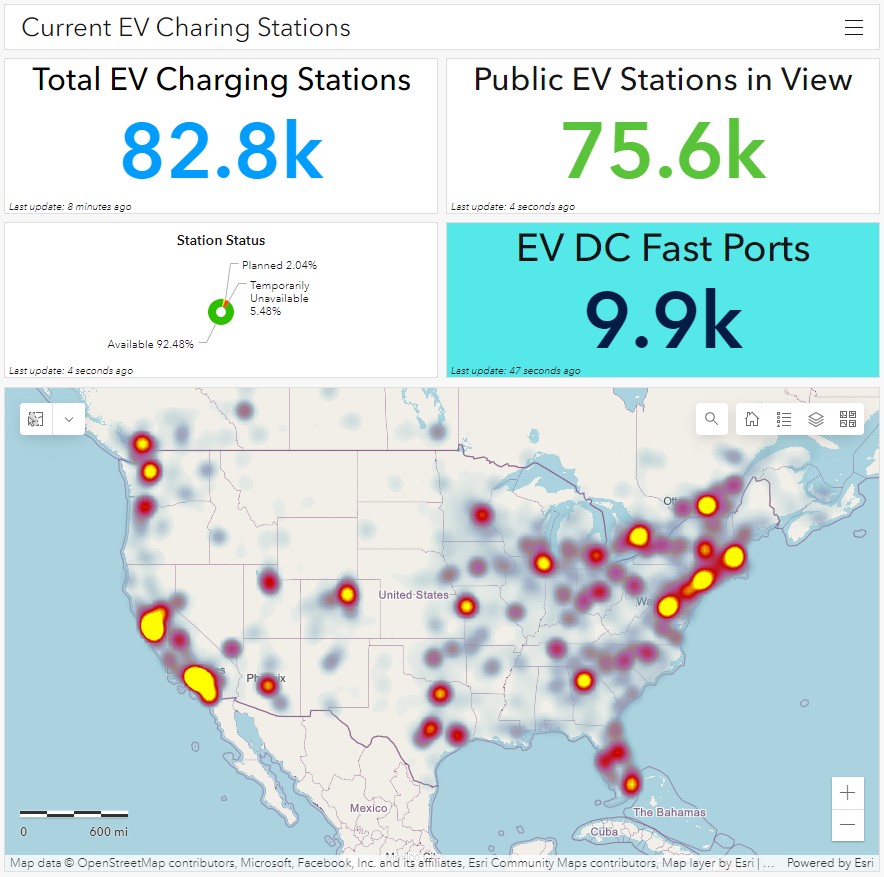 Current EV Charing Stations
Total EV Charging Stations
82.8k
Last update: 8 minutes ago
Public EV Stations in View
75.6k
Last update: 4 seconds ago
Station Status
Planned 2.04%
Temporarily
Unavailable
5.48%
Available 92.48%
Last update: 4 seconds ago
EV DC Fast Ports
9.9k
Last update: 47 seconds ago
United States
Mexico
The Bahamas
Cuba
0 600 mi
Map data © OpenStreetMap contributors, Microsoft, Facebook, Inc. and its affiliates, Esri Community Maps contributors, Map layer by Esri | ...
Powered by Esri